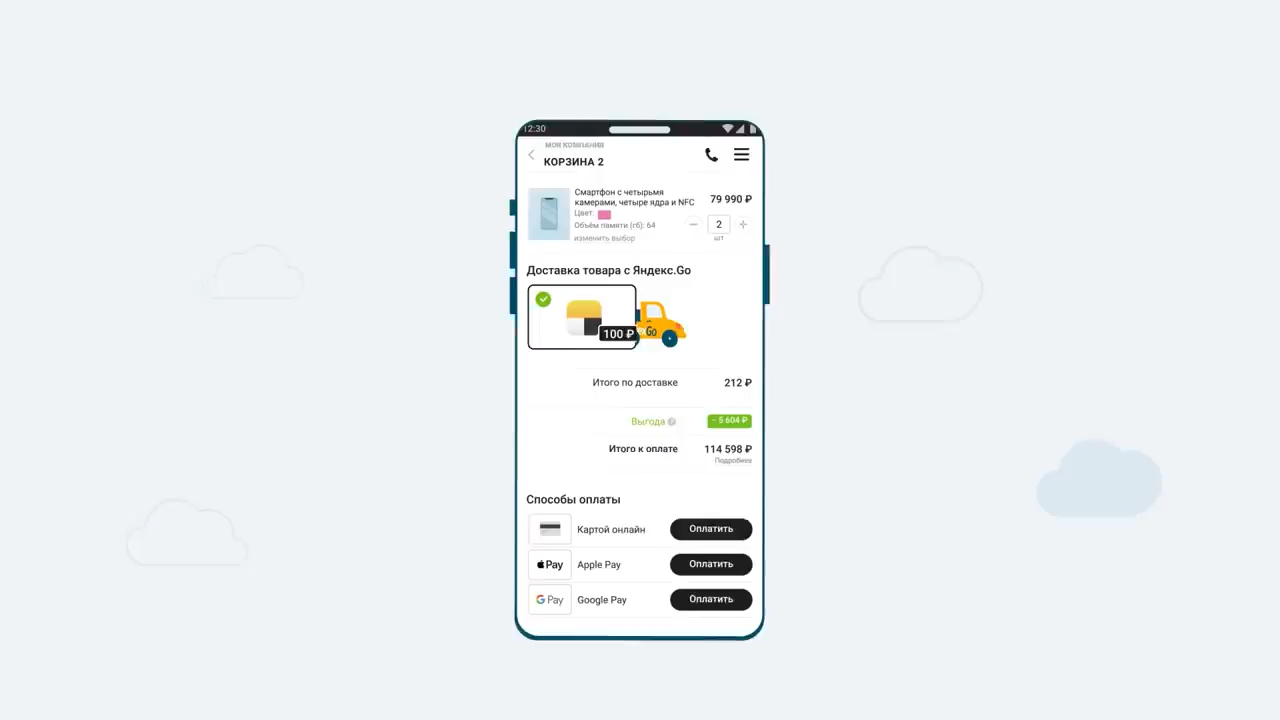 12:30
МОЯ КОМПАНИЯ
КОРЗИНА 2
Смартфон с четырьмя
камерами, четыре ядра и NFC
79 990 ₽
Цвет:
Объём памяти (гб): 64
2
изменить выбор
шт
Доставка товара с Яндекс.Go
100 ₽
Go
Итого по доставке
212 ₽
Выгода ?
− 5 604 ₽
Итого к оплате
114 598 ₽
Подробнее
Способы оплаты
Картой онлайн
Оплатить
Pay
Apple Pay
Оплатить
G Pay
Google Pay
Оплатить